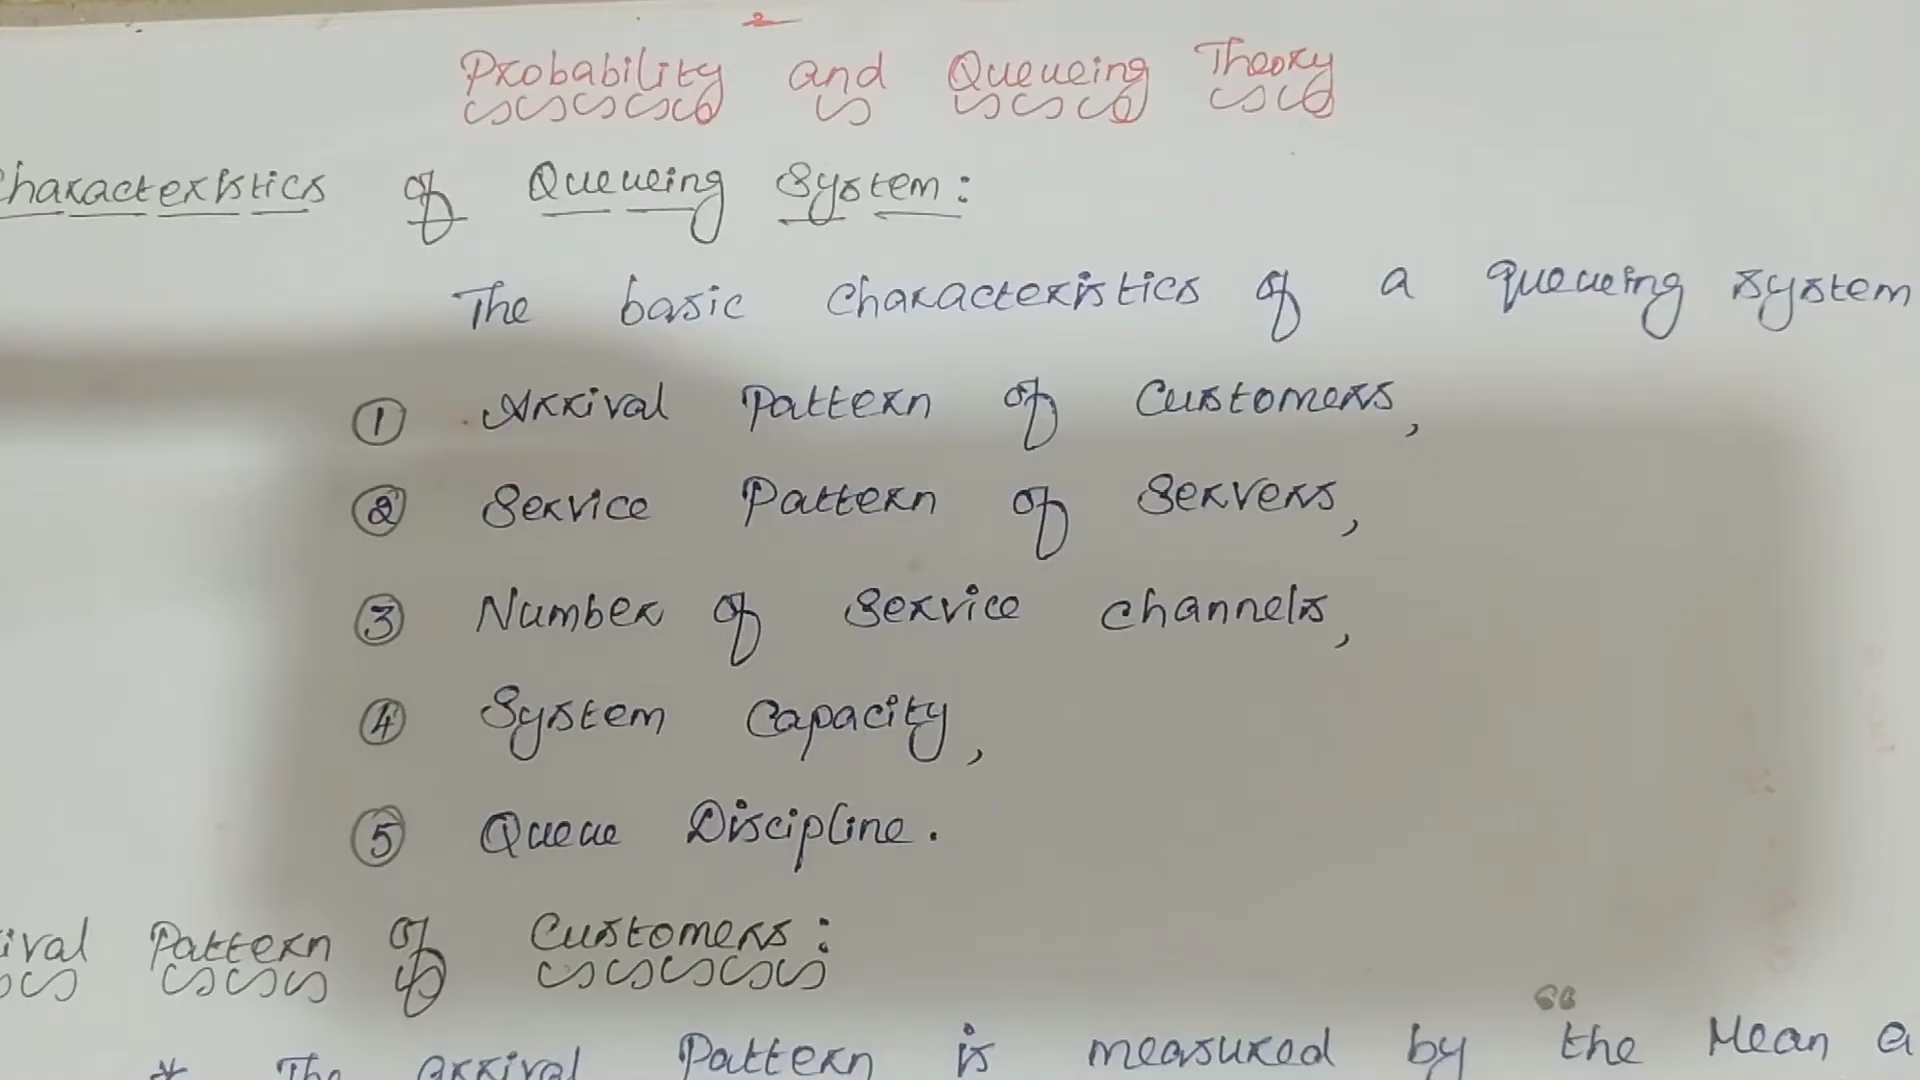 2
Probability and Queueing Theory
Characteristics of Queueing System:
The basic characteristics of a queueing system
① Arrival Pattern of Customers,
② Service Pattern of Servers,
③ Number of Service channels,
④ System Capacity,
⑤ Queue Discipline.
ival Pattern of Customers:
* The arrival Pattern is measured by "the Mean a